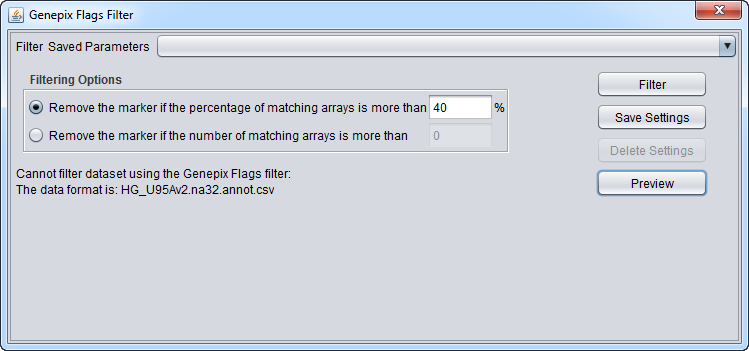 Genepix Flags Filter
Filter Saved Parameters
Filtering Options
Remove the marker if the percentage of matching arrays is more than 40 %
Remove the marker if the number of matching arrays is more than 0
Filter
Save Settings
Delete Settings
Preview
Cannot filter dataset using the Genepix Flags filter:
The data format is: HG_U95Av2.na32.annot.csv